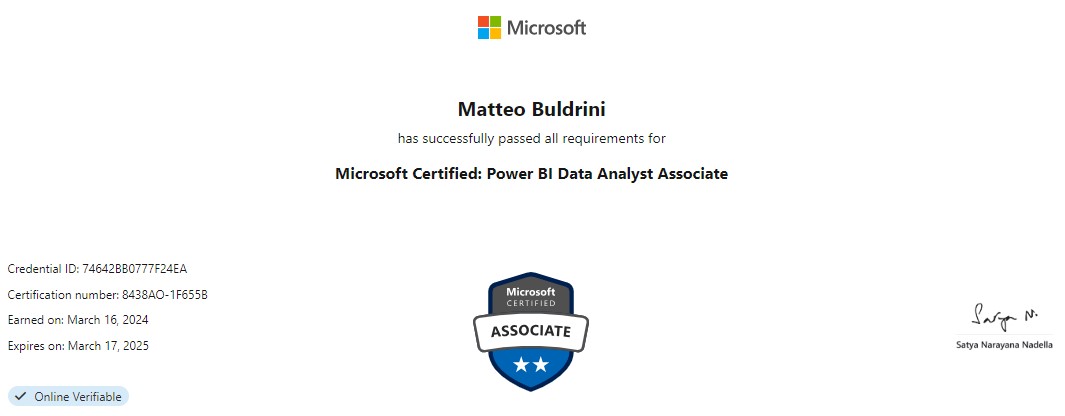 Microsoft
Matteo Buldrini
has successfully passed all requirements for
Microsoft Certified: Power BI Data Analyst Associate
Credential ID: 74642BB0777F24EA
Certification number: 8438AO-1F655B
Earned on: March 16, 2024
Expires on: March 17, 2025
Online Verifiable
Microsoft
CERTIFIED
ASSOCIATE
Satya N.
Satya Narayana Nadella